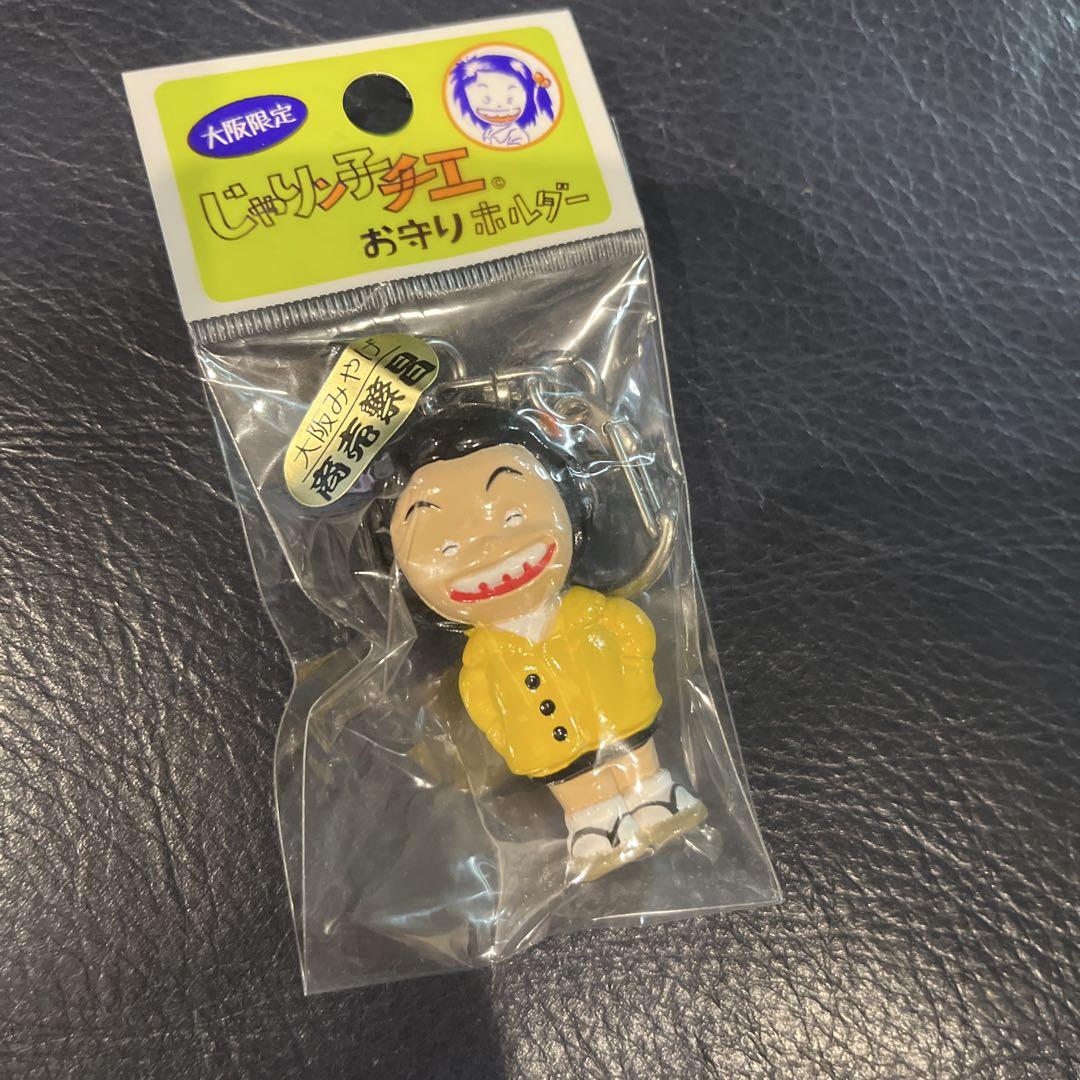 大阪限定
じゃリン子チエ©
お守りホルダー
大阪みやげ
商売繁昌